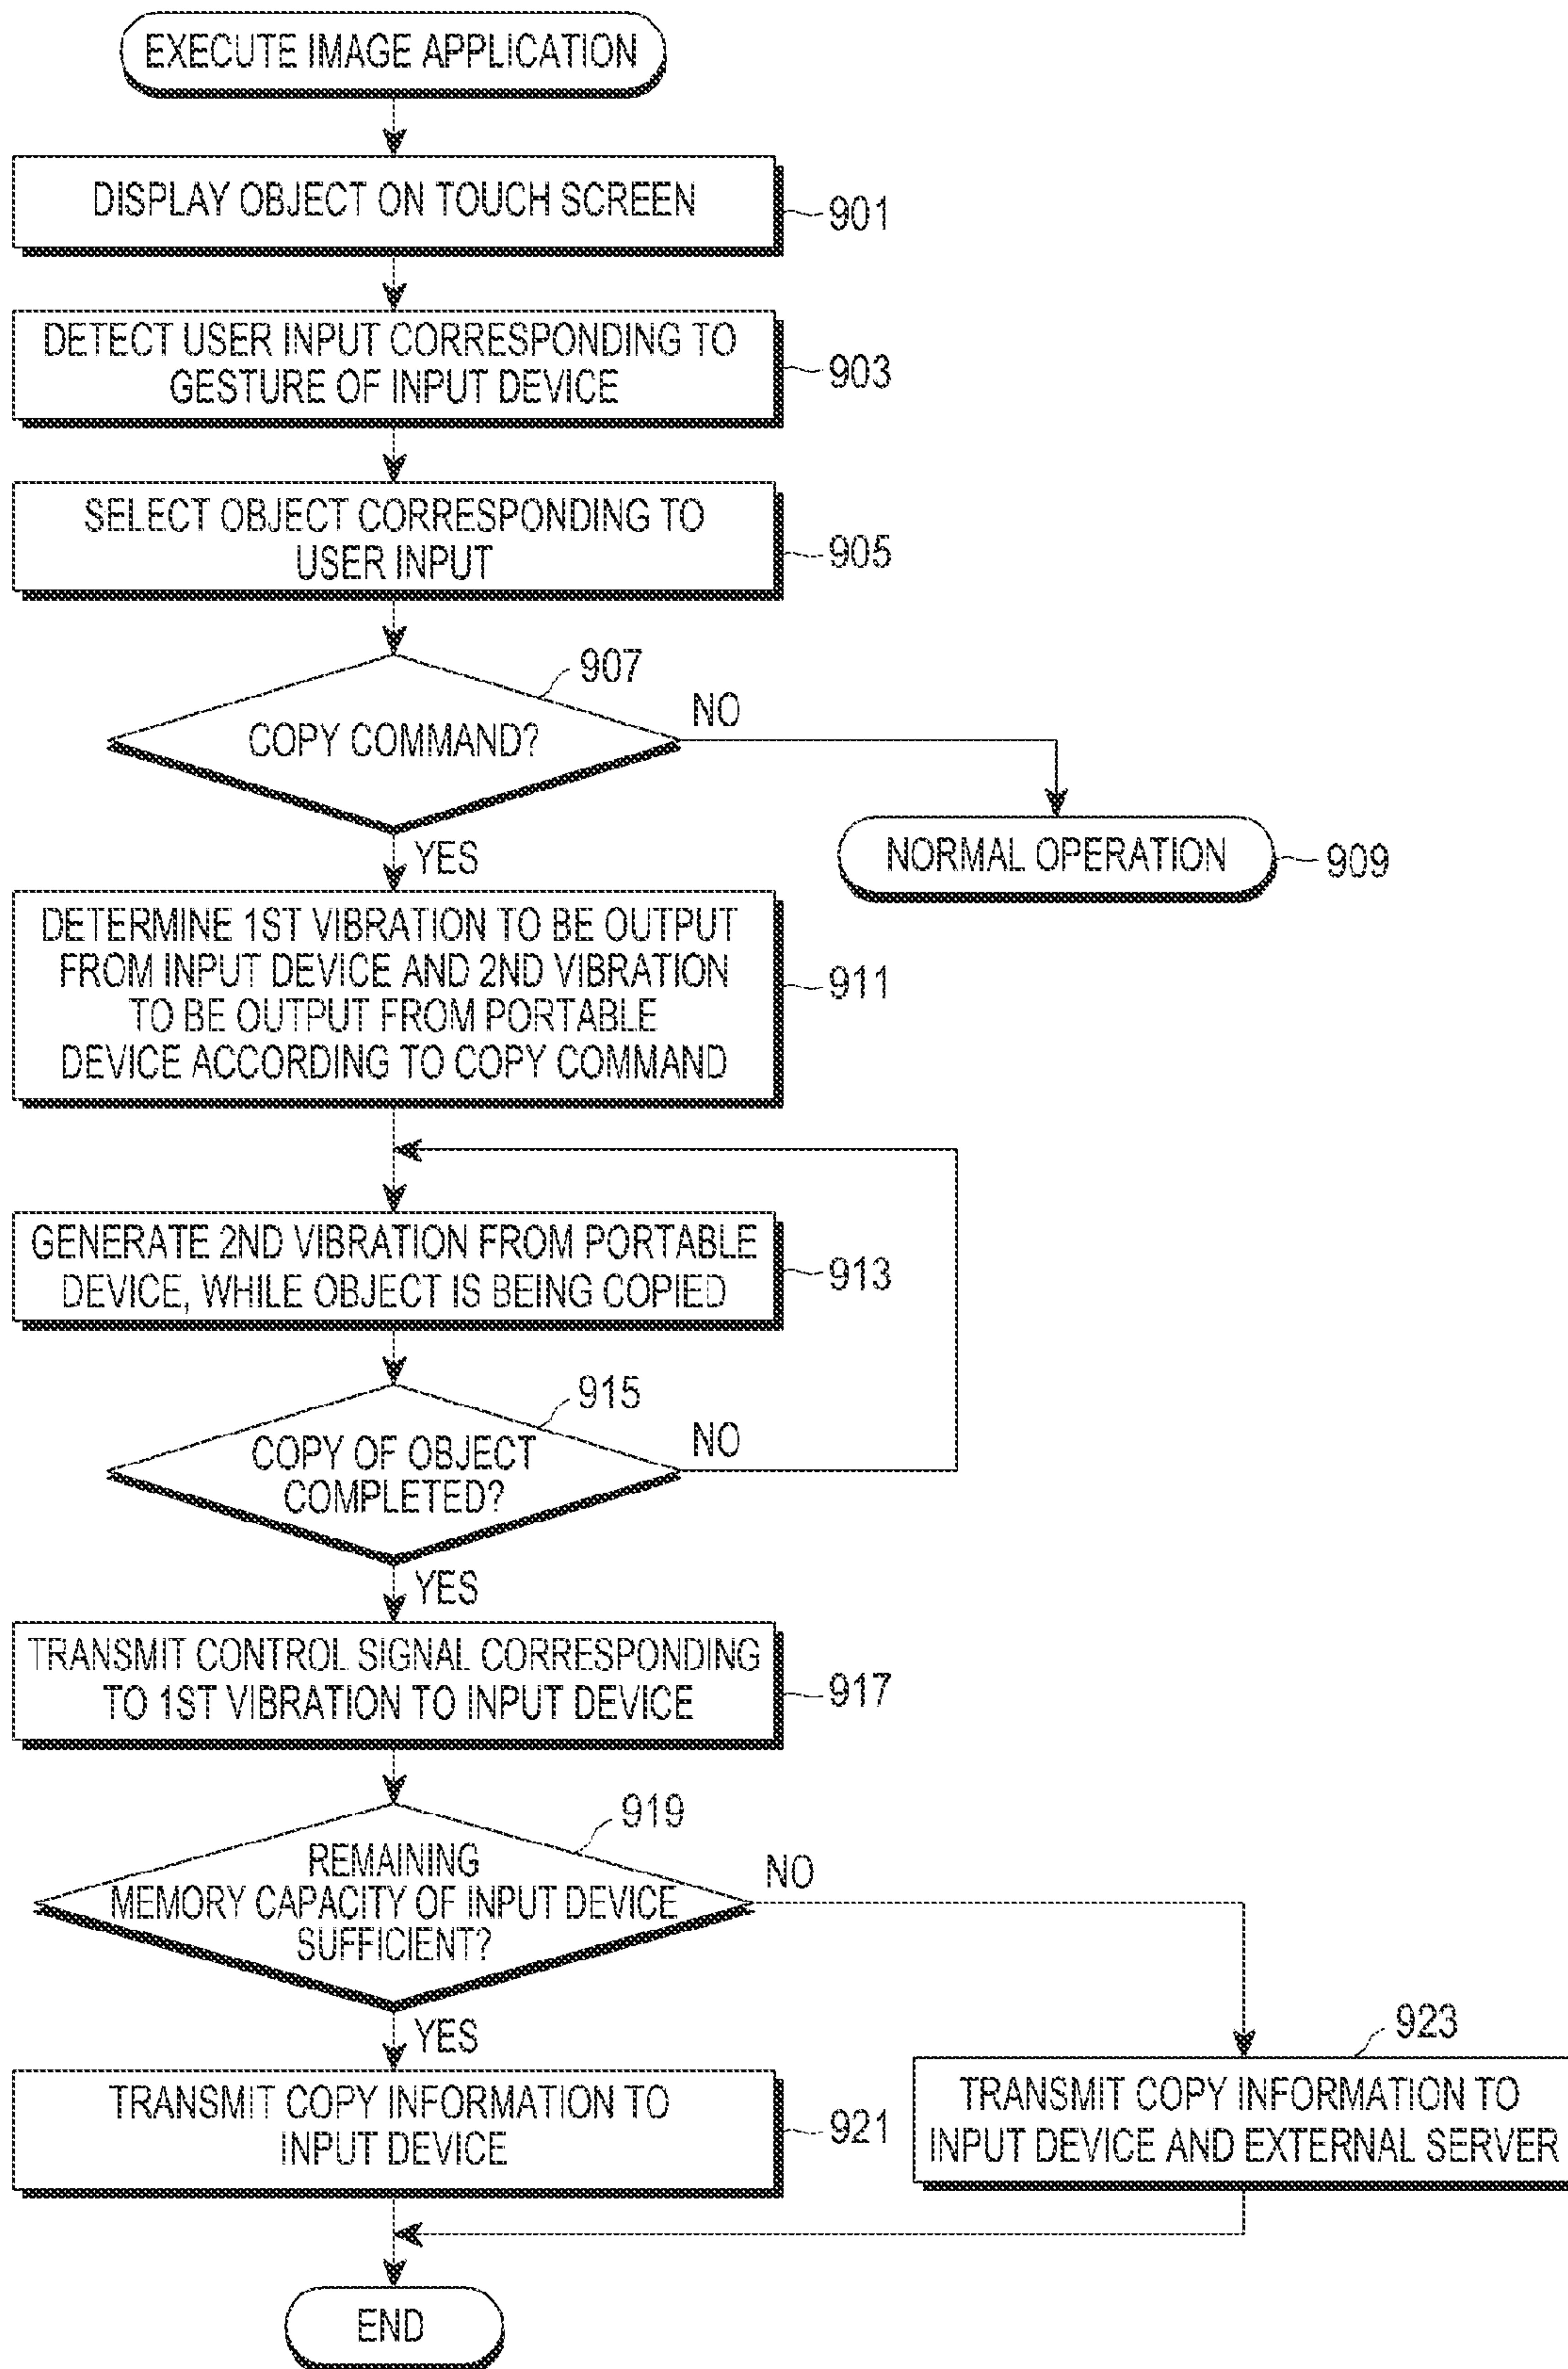 EXECUTE IMAGE APPLICATION
DISPLAY OBJECT ON TOUCH SCREEN
901
DETECT USER INPUT CORRESPONDING TO
GESTURE OF INPUT DEVICE
903
SELECT OBJECT CORRESPONDING TO
USER INPUT
905
907
COPY COMMAND?
NO
NORMAL OPERATION
909
YES
DETERMINE 1ST VIBRATION TO BE OUTPUT
FROM INPUT DEVICE AND 2ND VIBRATION
TO BE OUTPUT FROM PORTABLE
DEVICE ACCORDING TO COPY COMMAND
911
GENERATE 2ND VIBRATION FROM PORTABLE
DEVICE, WHILE OBJECT IS BEING COPIED
913
915
COPY OF OBJECT
COMPLETED?
NO
YES
TRANSMIT CONTROL SIGNAL CORRESPONDING
TO 1ST VIBRATION TO INPUT DEVICE
917
919
REMAINING
MEMORY CAPACITY OF INPUT DEVICE
SUFFICIENT?
NO
YES
TRANSMIT COPY INFORMATION TO
INPUT DEVICE
921
923
TRANSMIT COPY INFORMATION TO
INPUT DEVICE AND EXTERNAL SERVER
END